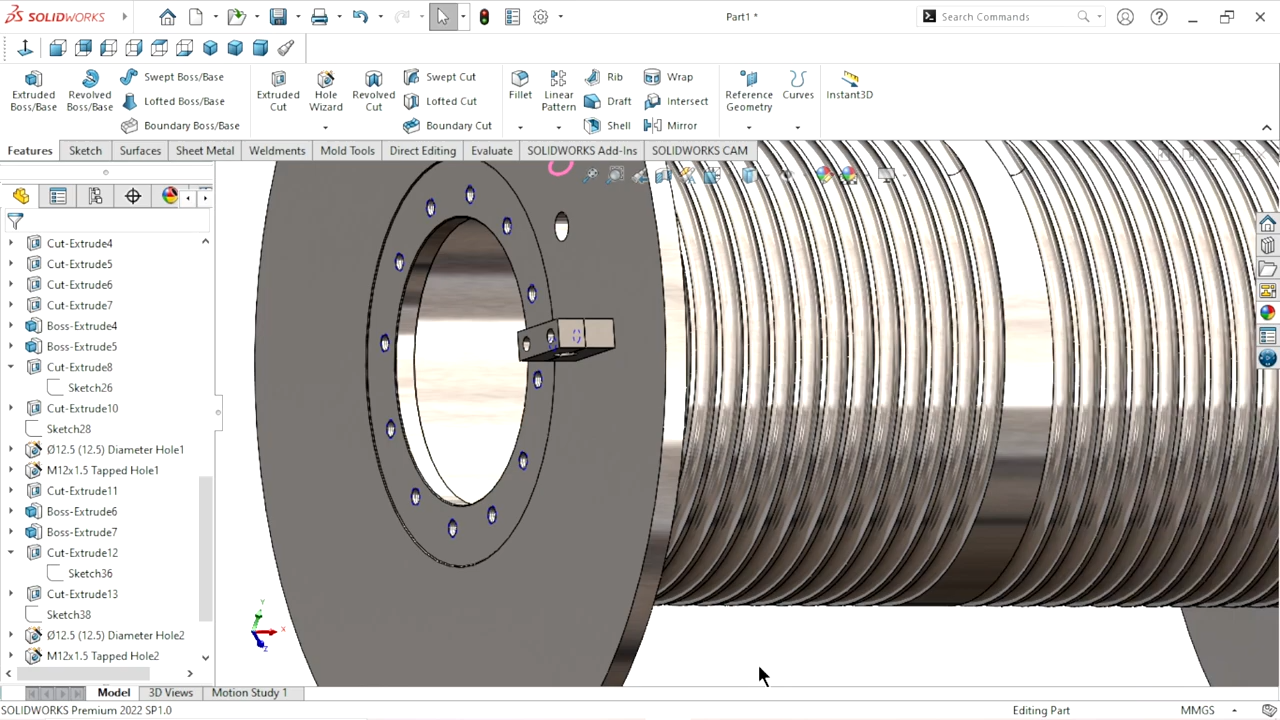 SOLIDWORKS
Part1 *
Search Commands
Extruded Boss/Base
Revolved Boss/Base
Swept Boss/Base
Lofted Boss/Base
Boundary Boss/Base
Extruded Cut
Hole Wizard
Revolved Cut
Swept Cut
Lofted Cut
Boundary Cut
Fillet
Linear Pattern
Rib
Draft
Shell
Wrap
Intersect
Mirror
Reference Geometry
Curves
Instant3D
Features
Sketch
Surfaces
Sheet Metal
Weldments
Mold Tools
Direct Editing
Evaluate
SOLIDWORKS Add-Ins
SOLIDWORKS CAM
Cut-Extrude4
Cut-Extrude5
Cut-Extrude6
Cut-Extrude7
Boss-Extrude4
Boss-Extrude5
Cut-Extrude8
Sketch26
Cut-Extrude10
Sketch28
Ø12.5 (12.5) Diameter Hole1
M12x1.5 Tapped Hole1
Cut-Extrude11
Boss-Extrude6
Boss-Extrude7
Cut-Extrude12
Sketch36
Cut-Extrude13
Sketch38
Ø12.5 (12.5) Diameter Hole2
M12x1.5 Tapped Hole2
Y
X
Z
Model
3D Views
Motion Study 1
SOLIDWORKS Premium 2022 SP1.0
Editing Part
MMGS